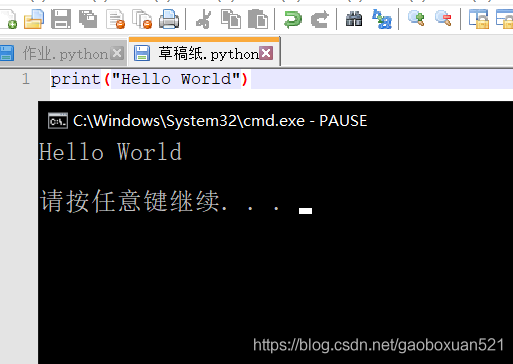 作业.python 草稿纸.python
1 print("Hello World")
C:\Windows\System32\cmd.exe - PAUSE
Hello World
请按任意键继续. . .
https://blog.csdn.net/gaoboxuan521